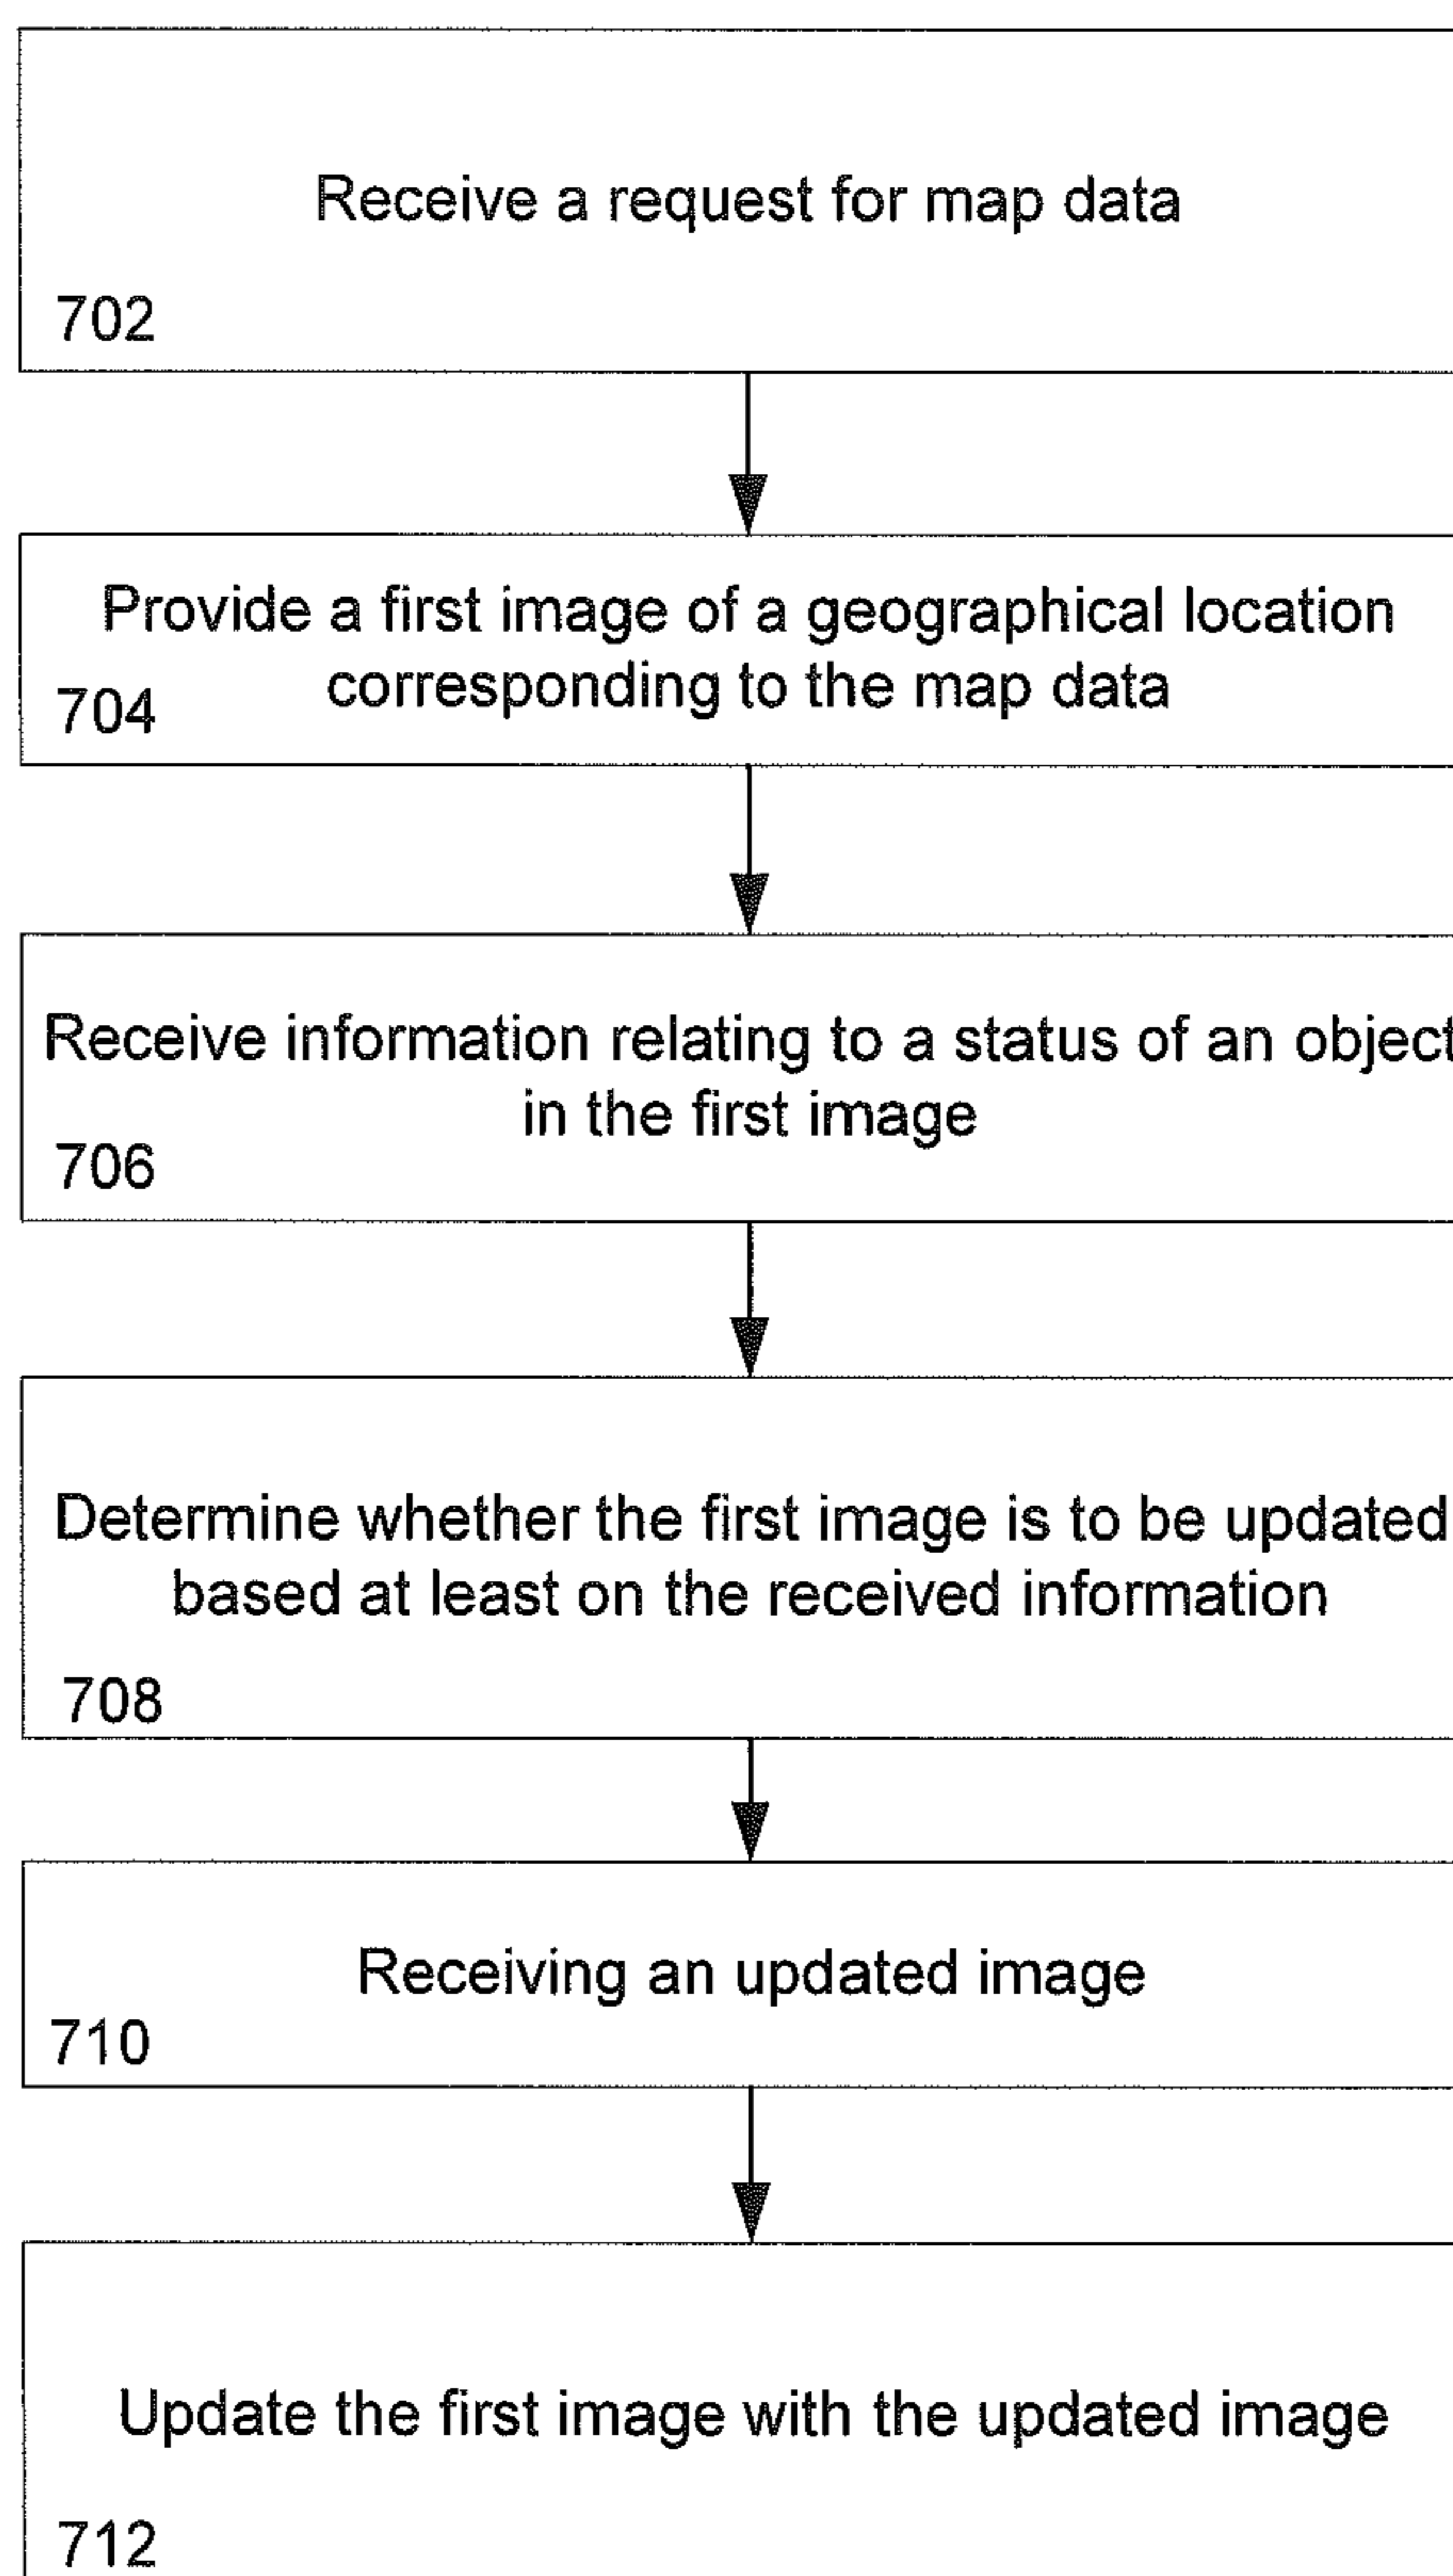 Receive a request for map data
702
Provide a first image of a geographical location
corresponding to the map data
704
Receive information relating to a status of an object
in the first image
706
Determine whether the first image is to be updated
based at least on the received information
708
Receiving an updated image
710
Update the first image with the updated image
712